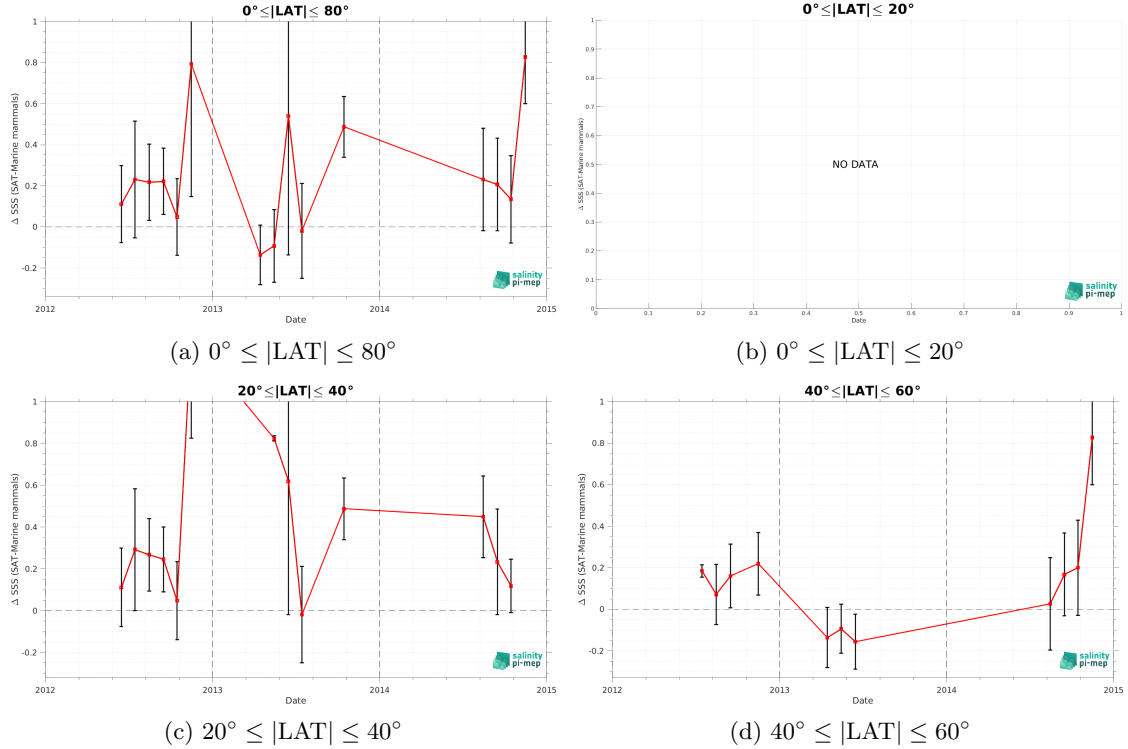 0°≤|LAT|≤ 80°
1
0.8
0.6
0.4
0.2
0
-0.2
Δ SSS (SAT-Marine mammals)
2012
2013
2014
2015
Date
salinity
pi-mep
(a) 0° ≤ |LAT| ≤ 80°
0°≤|LAT|≤ 20°
1
0.9
0.8
0.7
0.6
0.5
0.4
0.3
0.2
0.1
0
Δ SSS (SAT-Marine mammals)
NO DATA
0
0.1
0.2
0.3
0.4
0.5
0.6
0.7
0.8
0.9
1
Date
salinity
pi-mep
(b) 0° ≤ |LAT| ≤ 20°
20°≤|LAT|≤ 40°
1
0.8
0.6
0.4
0.2
0
-0.2
Δ SSS (SAT-Marine mammals)
2012
2013
2014
2015
Date
salinity
pi-mep
(c) 20° ≤ |LAT| ≤ 40°
40°≤|LAT|≤ 60°
1
0.8
0.6
0.4
0.2
0
-0.2
Δ SSS (SAT-Marine mammals)
2012
2013
2014
2015
Date
salinity
pi-mep
(d) 40° ≤ |LAT| ≤ 60°